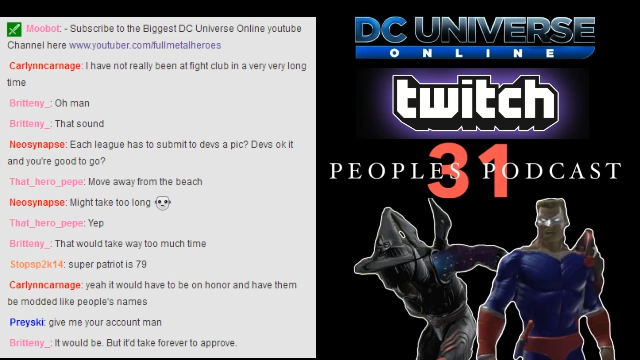 Moobot: - Subscribe to the Biggest DC Universe Online youtube
Channel here www.youtuber.com/fullmetalheroes
Carlynncarnage: I have not really been at fight club in a very very long
time
Britteny_: Oh man
Britteny_: That sound
Neosynapse: Each league has to submit to devs a pic? Devs ok it
and you're good to go?
That_hero_pepe: Move away from the beach
Neosynapse: Might take too long
That_hero_pepe: Yep
Britteny_: That would take way too much time
Stopsp2k14: super patriot is 79
Carlynncarnage: yeah it would have to be on honor and have them
be modded like people's names
Preyski: give me your account man
Britteny_: It would be. But it'd take forever to approve.
DC UNIVERSE
ONLINE
twitch
31
PEOPLES PODCAST